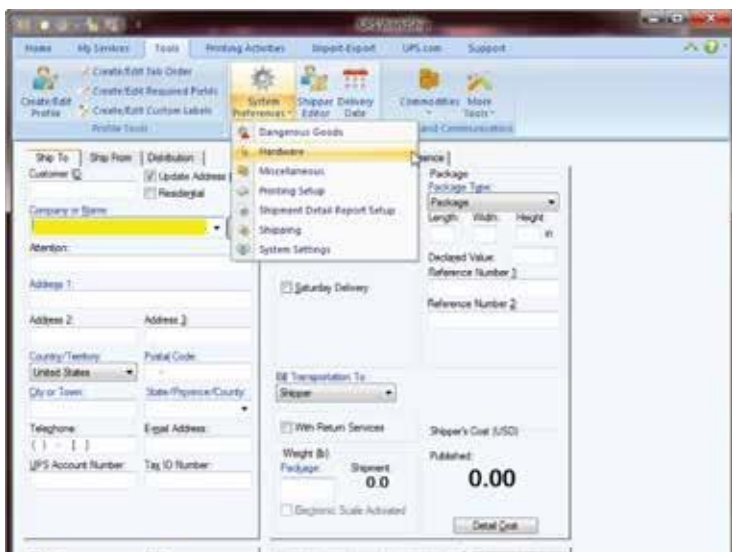 UPS WorldShip
Home My Services Tools Printing Activities Import-Export UPS.com Support
Create/Edit Profile
Create/Edit Tab Order
Create/Edit Required Fields
Create/Edit Custom Labels
Profile Tools
System Preferences
Shipper Editor
Delivery Date
Commodities
More Tools
and Communication
Dangerous Goods
Hardware
Miscellaneous
Printing Setup
Shipment Detail Report Setup
Shipping
System Settings
Ship To Ship From Distribution
Customer ID
Update Address
Residential
Company or Name:
Attention:
Address 1:
Address 2: Address 3:
Country/Territory: Postal Code:
United States
City or Town: State/Province/County:
Telephone: E-mail Address:
( ) - [ ]
UPS Account Number: Tax ID Number:
Saturday Delivery
Bill Transportation To:
Shipper
With Return Services
Weight (lb)
Package: Shipment
0.0
Electronic Scale Activated
Package
Package Type:
Package
Length: Width: Height:
in
Declared Value:
Reference Number 1:
Reference Number 2:
Shipper's Cost (USD)
Published:
0.00
Detail Cost